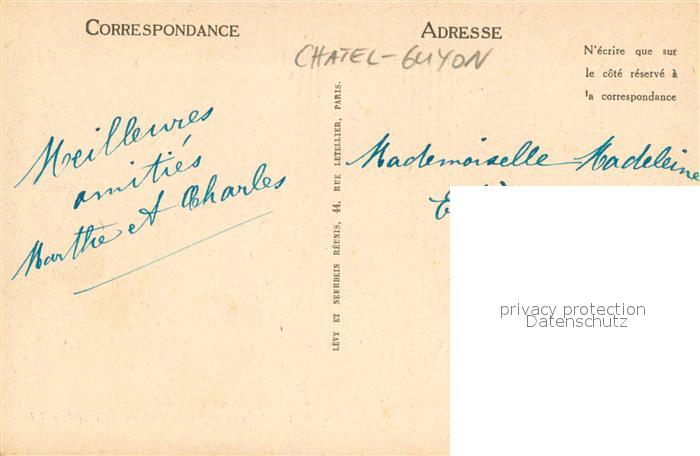 CORRESPONDANCE
ADRESSE
CHATEL-GUYON
N'écrire que sur
le côté réservé à
la correspondance
Meilleures
amitiés
Marthe et Charles
LÉVY ET NEURDEIN RÉUNIS, 44, RUE LETELLIER, PARIS.
Mademoiselle Madeleine
privacy protection
Datenschutz